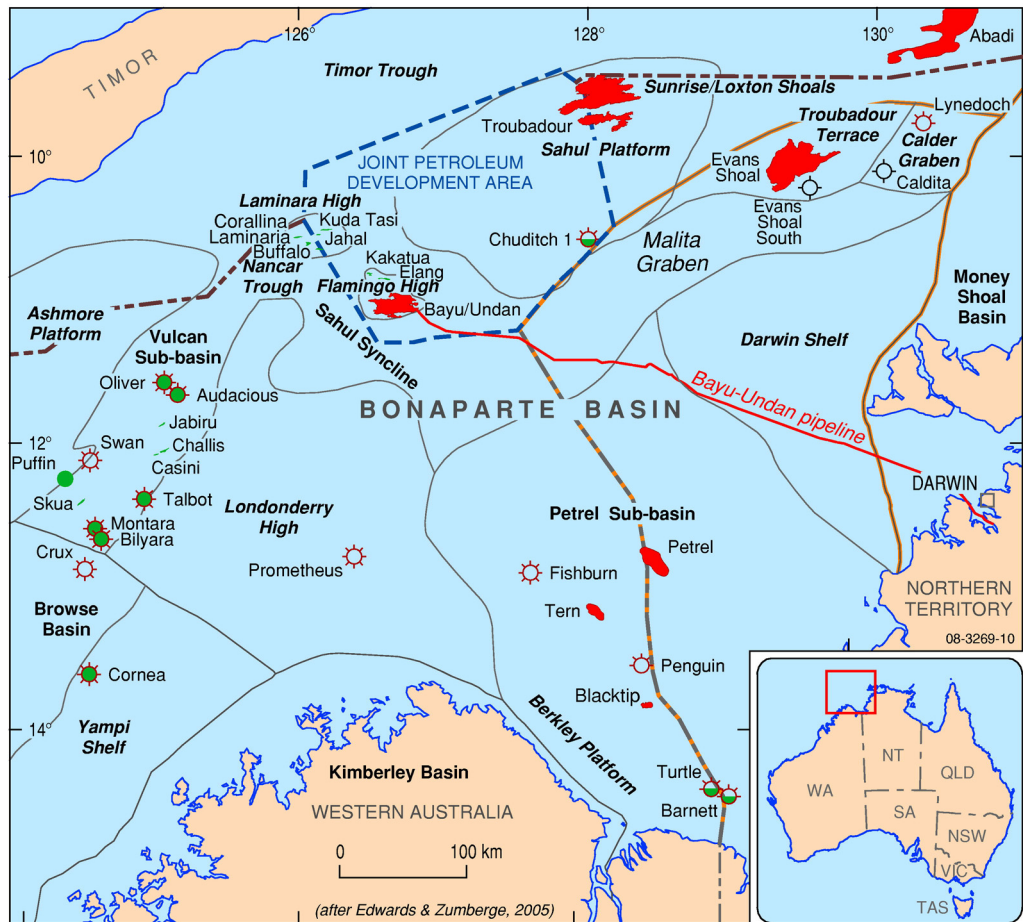 126°
128°
130°
Abadi
TIMOR
Timor Trough
Sunrise/Loxton Shoals
Troubadour
Sahul Platform
Troubadour
Terrace
Lynedoch
Calder
Graben
10°
JOINT PETROLEUM
DEVELOPMENT AREA
Evans
Shoal
Caldita
Evans
Shoal
South
Laminara High
Corallina
Kuda Tasi
Laminaria
Jahal
Buffalo
Chuditch 1
Malita
Graben
Nancar
Trough
Kakatua
Elang
Flamingo High
Bayu/Undan
Money
Shoal
Basin
Ashmore
Platform
Sahul Syncline
Vulcan
Sub-basin
Darwin Shelf
Oliver
Audacious
Bayu-Undan pipeline
BONAPARTE BASIN
Jabiru
Swan
Challis
12°
Puffin
Casini
Skua
Talbot
DARWIN
Londonderry
High
Petrel Sub-basin
Montara
Bilyara
Crux
Prometheus
Petrel
Fishburn
NORTHERN
TERRITORY
Browse
Basin
Tern
08-3269-10
Cornea
Penguin
Blacktip
Yampi
Shelf
14°
Berkley Platform
Kimberley Basin
WESTERN AUSTRALIA
Turtle
Barnett
0
100 km
(after Edwards & Zumberge, 2005)
NT
WA
QLD
SA
NSW
VIC
TAS